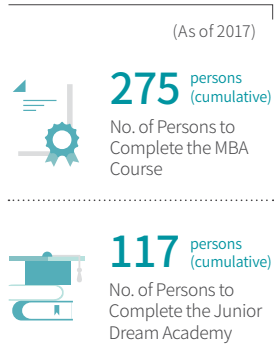 (As of 2017)
275 persons
(cumulative)
No. of Persons to
Complete the MBA
Course
117 persons
(cumulative)
No. of Persons to
Complete the Junior
Dream Academy